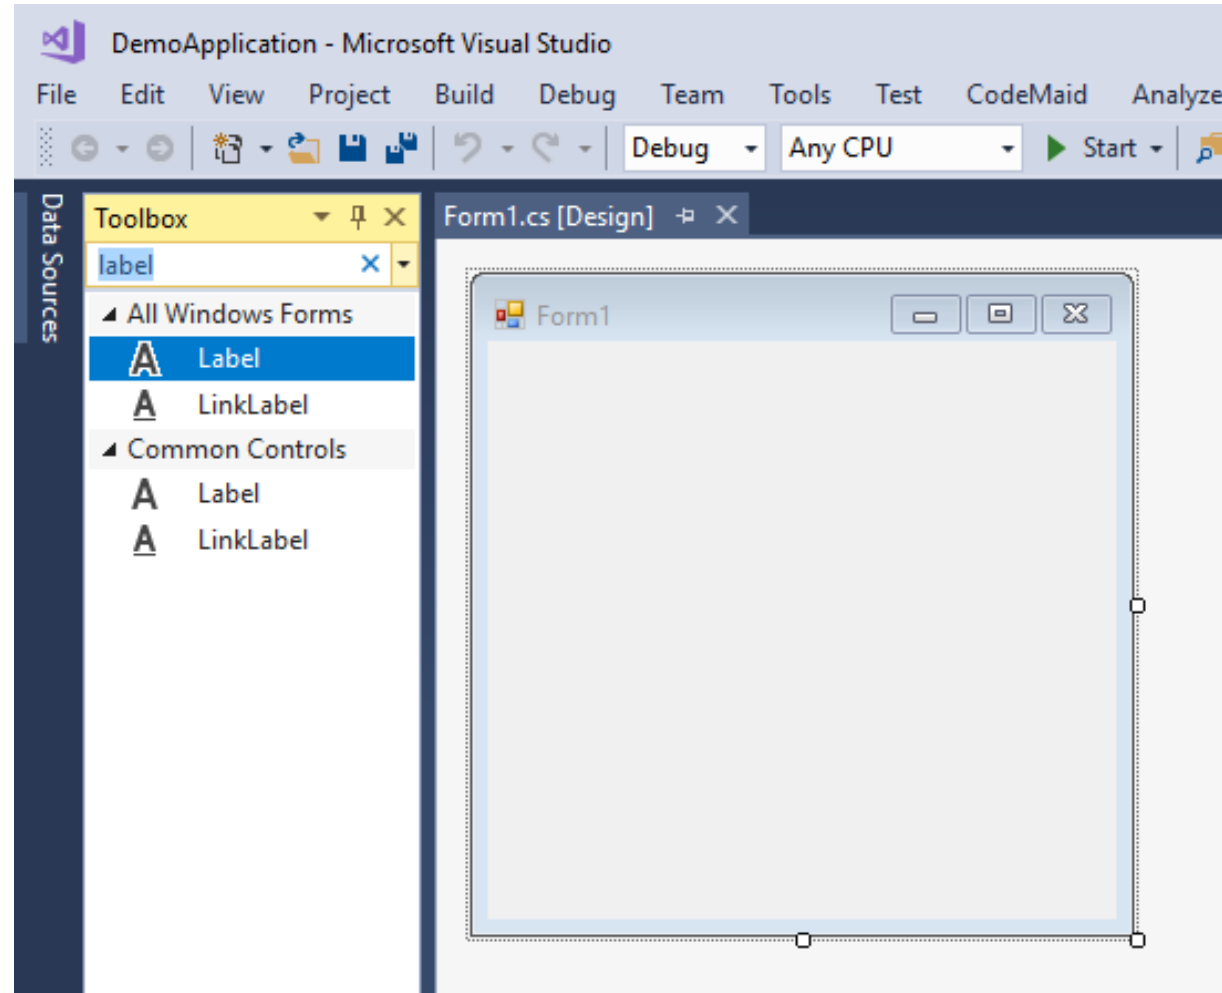 DemoApplication - Microsoft Visual Studio
File Edit View Project Build Debug Team Tools Test CodeMaid Analyze
Debug Any CPU Start
Data Sources
Toolbox
Form1.cs [Design]
label
All Windows Forms
Form1
Label
LinkLabel
Common Controls
Label
LinkLabel